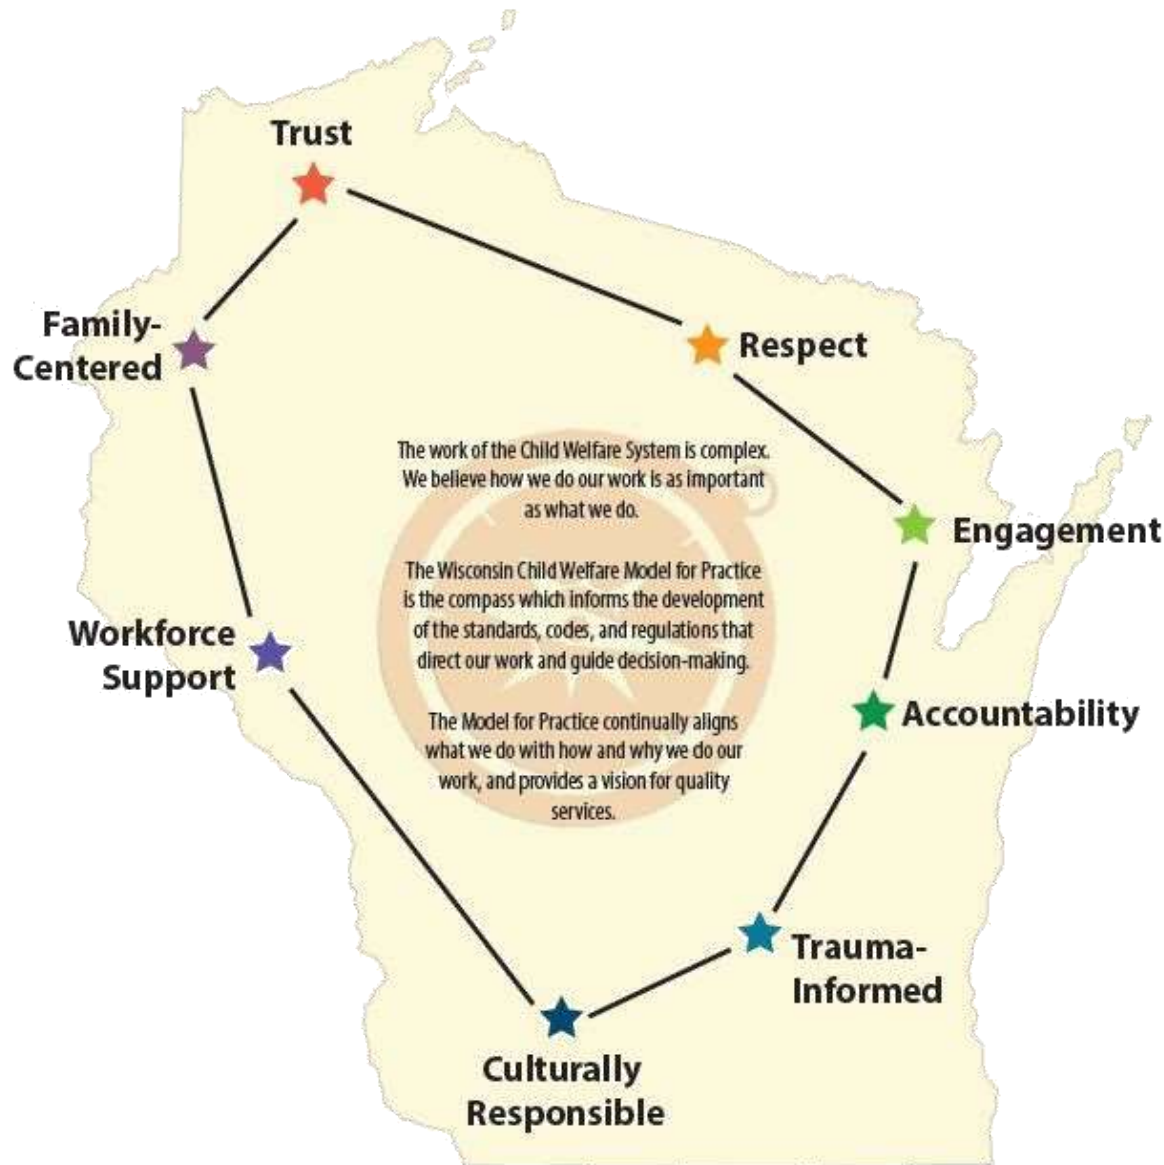 Trust
Family-
Centered
Respect
The work of the Child Welfare System is complex.
We believe how we do our work is as important
as what we do.
Engagement
The Wisconsin Child Welfare Model for Practice
is the compass which informs the development
of the standards, codes, and regulations that
direct our work and guide decision-making.
Workforce
Support
Accountability
The Model for Practice continually aligns
what we do with how and why we do our
work, and provides a vision for quality
services.
Trauma-
Informed
Culturally
Responsible